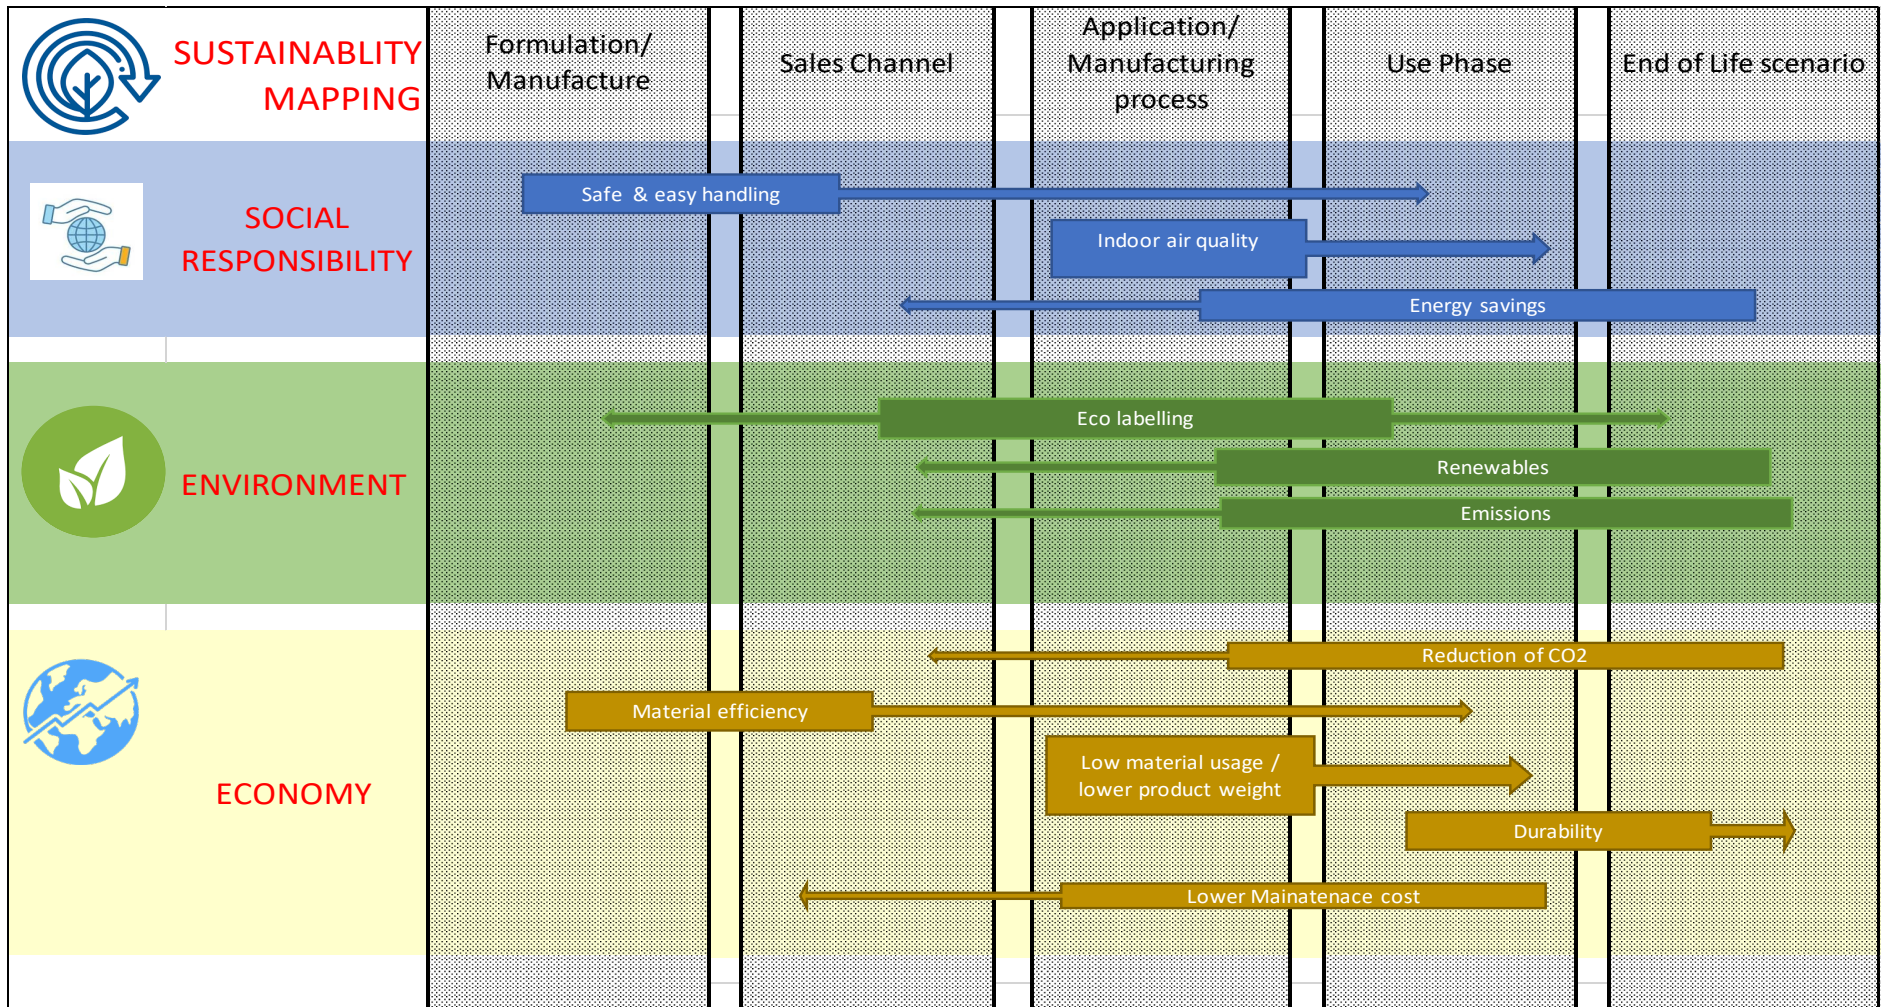 SUSTAINABLITY
MAPPING
Formulation/
Manufacture
Sales Channel
Application/
Manufacturing
process
Use Phase
End of Life scenario
SOCIAL
RESPONSIBILITY
Safe & easy handling
Indoor air quality
Energy savings
ENVIRONMENT
Eco labelling
Renewables
Emissions
ECONOMY
Reduction of CO2
Material efficiency
Low material usage /
lower product weight
Durability
Lower Mainatenace cost